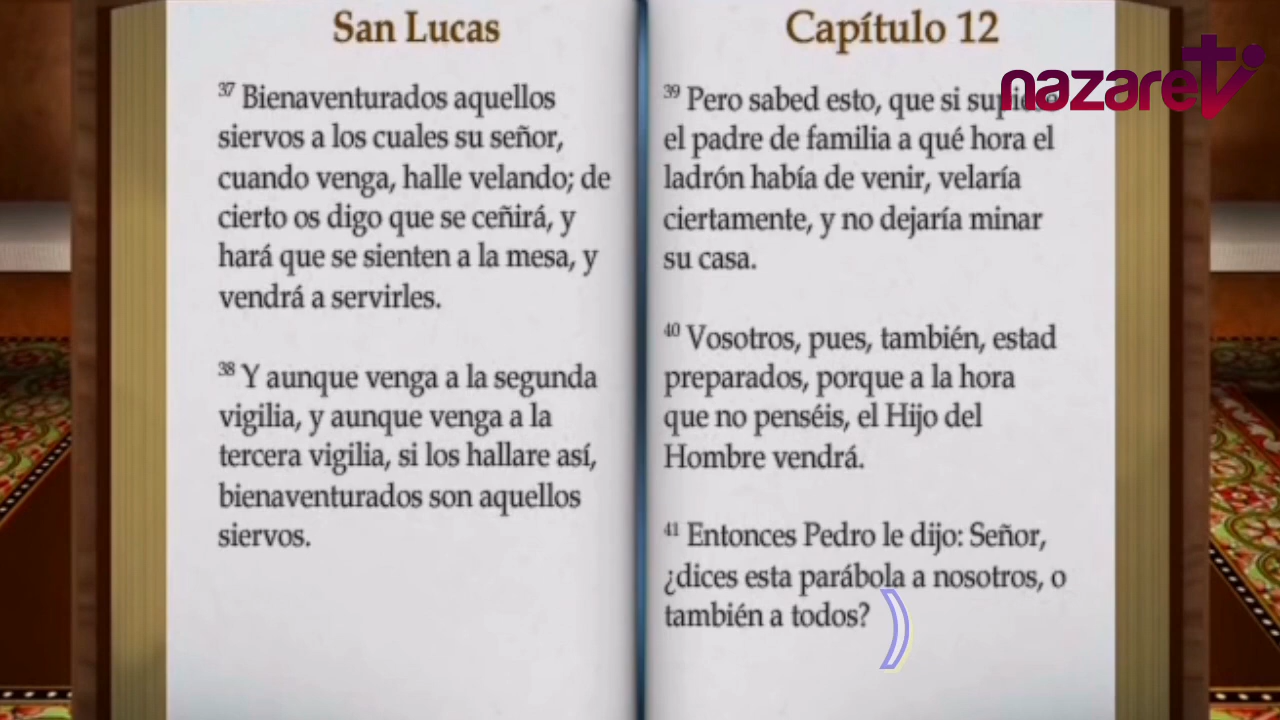 San Lucas
37 Bienaventurados aquellos
siervos a los cuales su señor,
cuando venga, halle velando; de
cierto os digo que se ceñirá, y
hará que se sienten a la mesa, y
vendrá a servirles.
38 Y aunque venga a la segunda
vigilia, y aunque venga a la
tercera vigilia, si los hallare así,
bienaventurados son aquellos
siervos.
Capítulo 12
nazaretv
39 Pero sabed esto, que si
el padre de familia a qué hora el
ladrón había de venir, velaría
ciertamente, y no dejaría minar
su casa.
40 Vosotros, pues, también, estad
preparados, porque a la hora
que no penséis, el Hijo del
Hombre vendrá.
41 Entonces Pedro le dijo: Señor,
¿dices esta parábola a nosotros, o
también a todos?